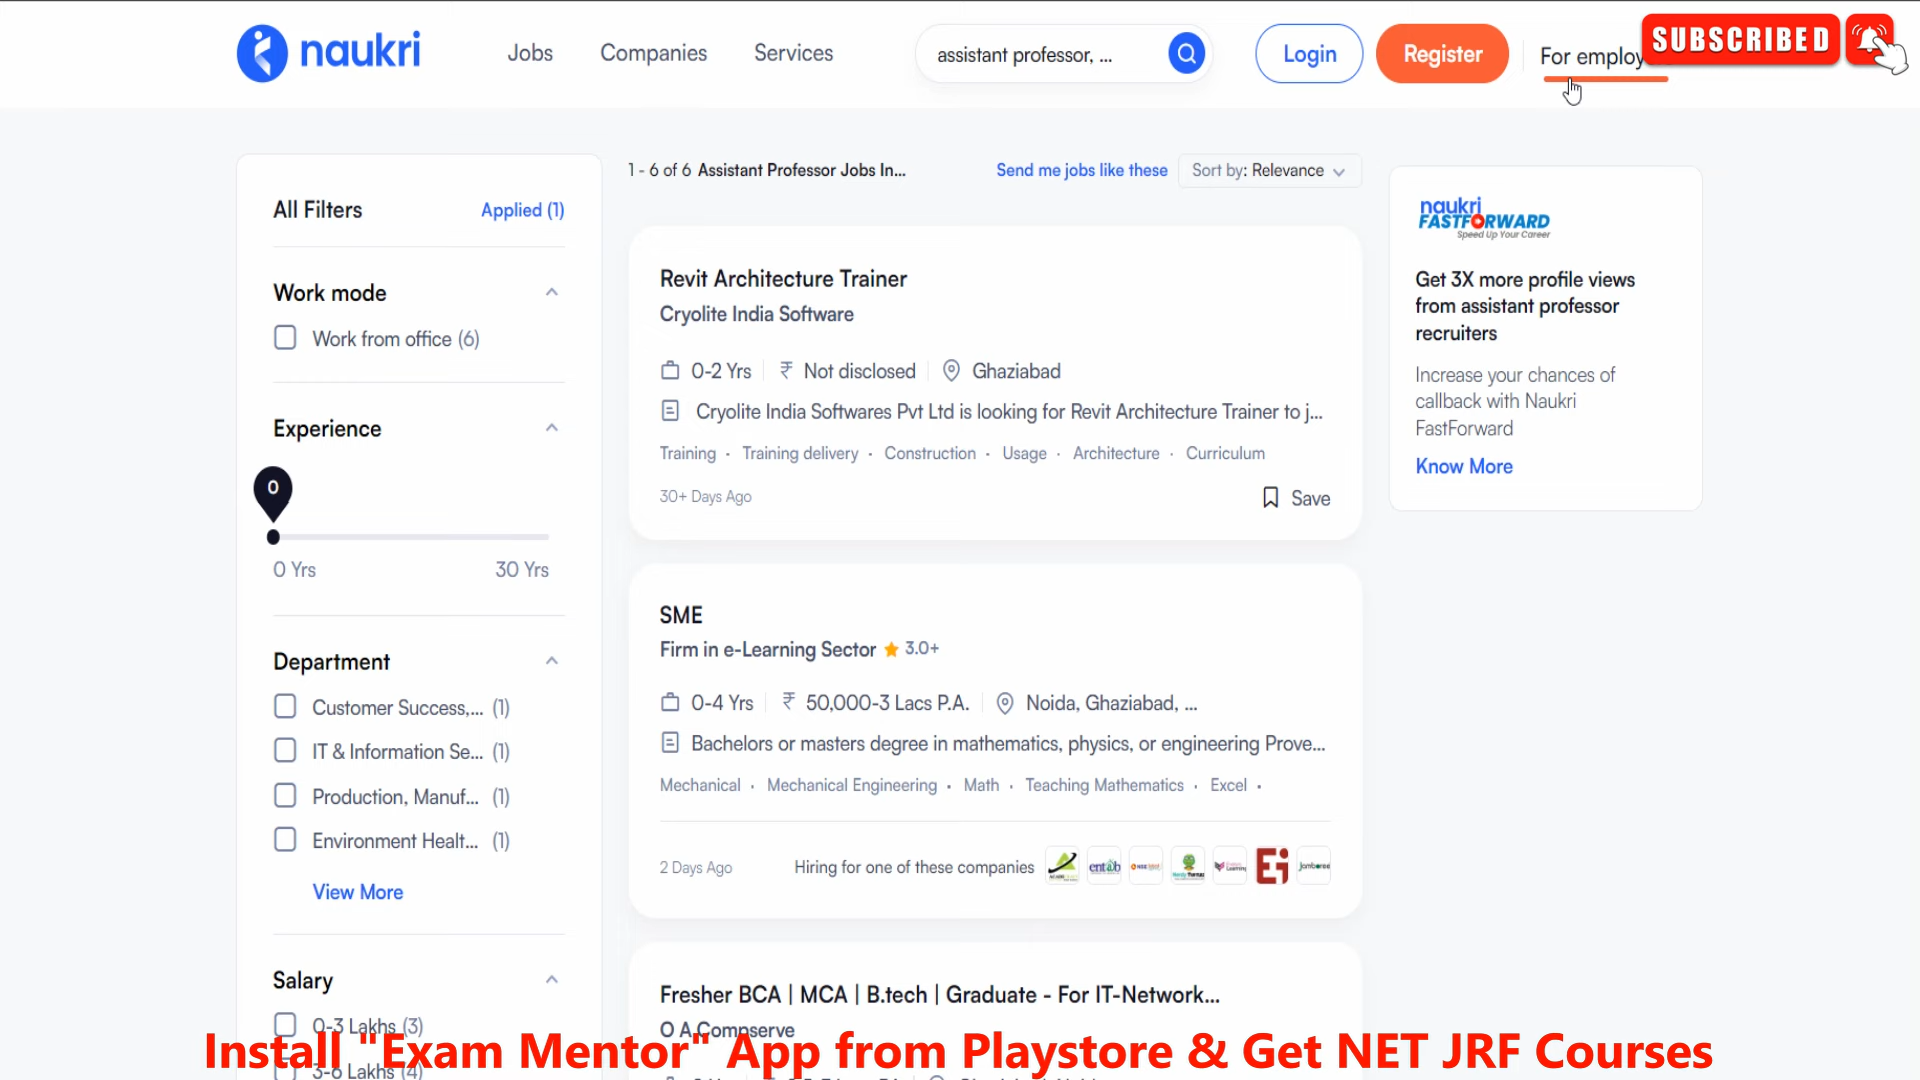 naukri
Jobs
Companies
Services
assistant professor, ...
Login
Register
For employ
SUBSCRIBED
All Filters
Applied (1)
Work mode
Work from office (6)
Experience
0
0 Yrs
30 Yrs
Department
Customer Success,... (1)
IT & Information Se... (1)
Production, Manuf... (1)
Environment Healt... (1)
View More
Salary
0-3 Lakhs (3)
3-6 Lakhs (4)
1 - 6 of 6 Assistant Professor Jobs In...
Send me jobs like these
Sort by: Relevance
Revit Architecture Trainer
Cryolite India Software
0-2 Yrs
₹ Not disclosed
Ghaziabad
Cryolite India Softwares Pvt Ltd is looking for Revit Architecture Trainer to j...
Training · Training delivery · Construction · Usage · Architecture · Curriculum
30+ Days Ago
Save
SME
Firm in e-Learning Sector 3.0+
0-4 Yrs
₹ 50,000-3 Lacs P.A.
Noida, Ghaziabad, ...
Bachelors or masters degree in mathematics, physics, or engineering Prove...
Mechanical · Mechanical Engineering · Math · Teaching Mathematics · Excel ·
2 Days Ago
Hiring for one of these companies
entab
Ei
jamboree
Fresher BCA | MCA | B.tech | Graduate - For IT-Network...
O A Compserve
naukri
FASTFORWARD
Speed Up Your Career
Get 3X more profile views
from assistant professor
recruiters
Increase your chances of
callback with Naukri
FastForward
Know More
Install "Exam Mentor" App from Playstore & Get NET JRF Courses